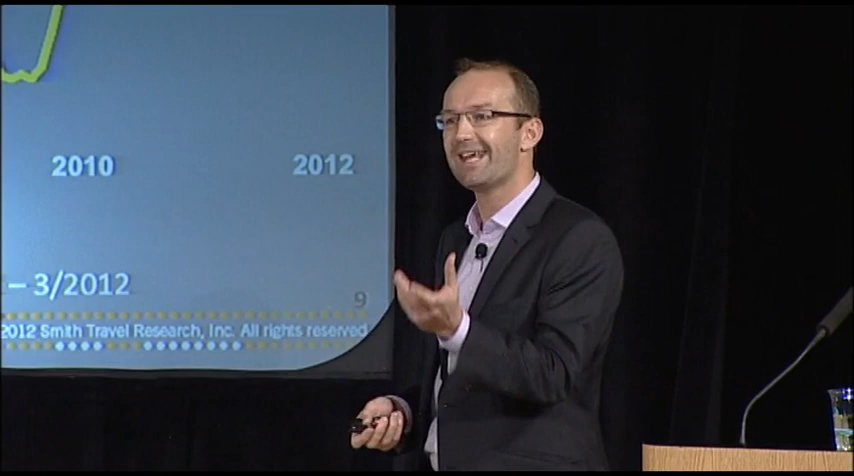 2010 2012
– 3/2012
9
2012 Smith Travel Research, Inc. All rights reserved